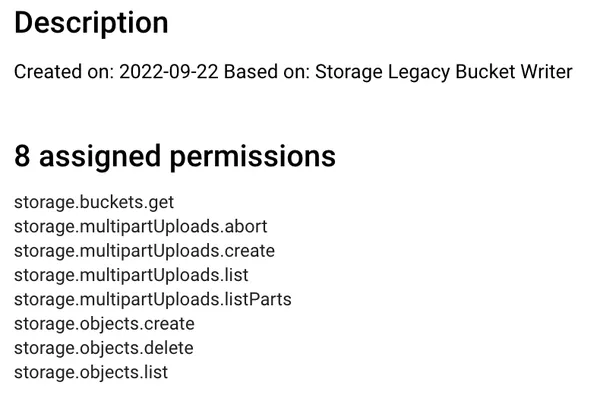 Description
Created on: 2022-09-22 Based on: Storage Legacy Bucket Writer
8 assigned permissions
storage.buckets.get
storage.multipartUploads.abort
storage.multipartUploads.create
storage.multipartUploads.list
storage.multipartUploads.listParts
storage.objects.create
storage.objects.delete
storage.objects.list